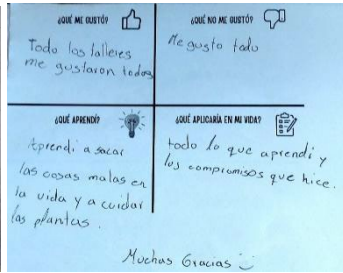 ¿QUÉ ME GUSTÓ?
Todo los talleres
me gustaron todos
¿QUÉ NO ME GUSTÓ?
Me gusto todo
¿QUÉ APRENDÍ?
Aprendi a sacar
las cosas malas en
la vida y a cuidar
las plantas.
¿QUÉ APLICARÍA EN MI VIDA?
todo lo que aprendi y
los compromisos que hice.
Muchas Gracias